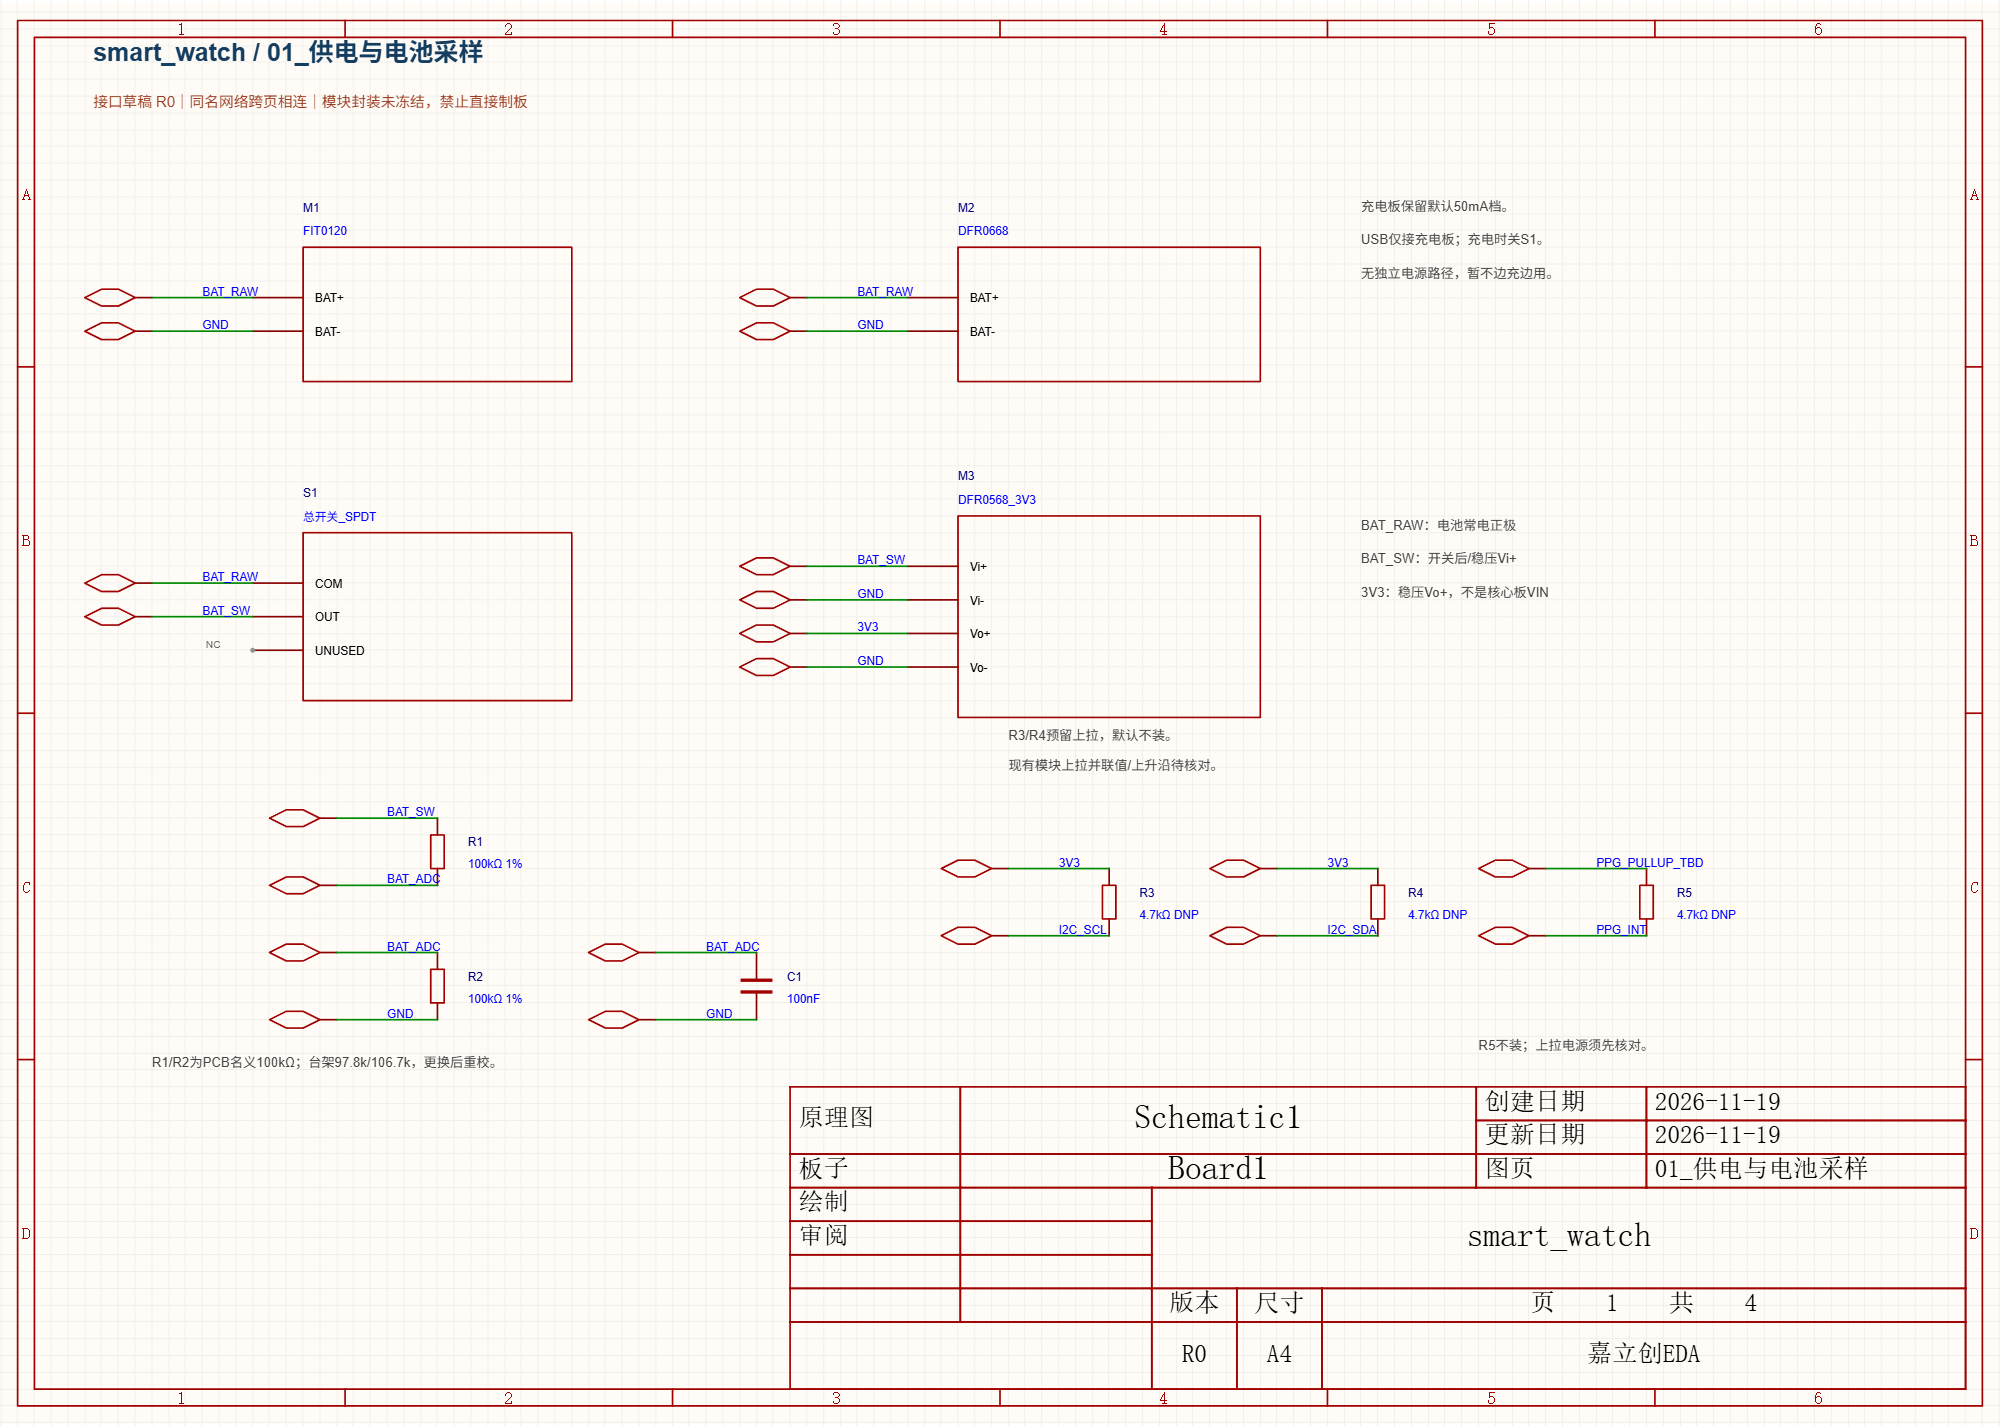 1 2 3 4 5 6
smart_watch / 01_供电与电池采样
接口草稿 R0｜同名网络跨页相连｜模块封装未冻结，禁止直接制板
A A
M1
FIT0120
BAT_RAW BAT+
GND BAT-
M2
DFR0668
BAT_RAW BAT+
GND BAT-
充电板保留默认50mA档。
USB仅接充电板；充电时关S1。
无独立电源路径，暂不边充边用。
B B
S1
总开关_SPDT
BAT_RAW COM
BAT_SW OUT
NC UNUSED
M3
DFR0568_3V3
BAT_SW Vi+
GND Vi-
3V3 Vo+
GND Vo-
BAT_RAW：电池常电正极
BAT_SW：开关后/稳压Vi+
3V3：稳压Vo+，不是核心板VIN
R3/R4预留上拉，默认不装。
现有模块上拉并联值/上升沿待核对。
C C
BAT_SW
R1
100kΩ 1%
BAT_ADC
BAT_ADC
R2
100kΩ 1%
GND
BAT_ADC
C1
100nF
GND
R1/R2为PCB名义100kΩ；台架97.8k/106.7k，更换后重校。
3V3
R3
4.7kΩ DNP
I2C_SCL
3V3
R4
4.7kΩ DNP
I2C_SDA
PPG_PULLUP_TBD
R5
4.7kΩ DNP
PPG_INT
R5不装；上拉电源须先核对。
D D
原理图 Schematic1 创建日期 2026-11-19
更新日期 2026-11-19
板子 Board1 图页 01_供电与电池采样
绘制
审阅
smart_watch
版本 尺寸 页 1 共 4
R0 A4 嘉立创EDA
1 2 3 4 5 6